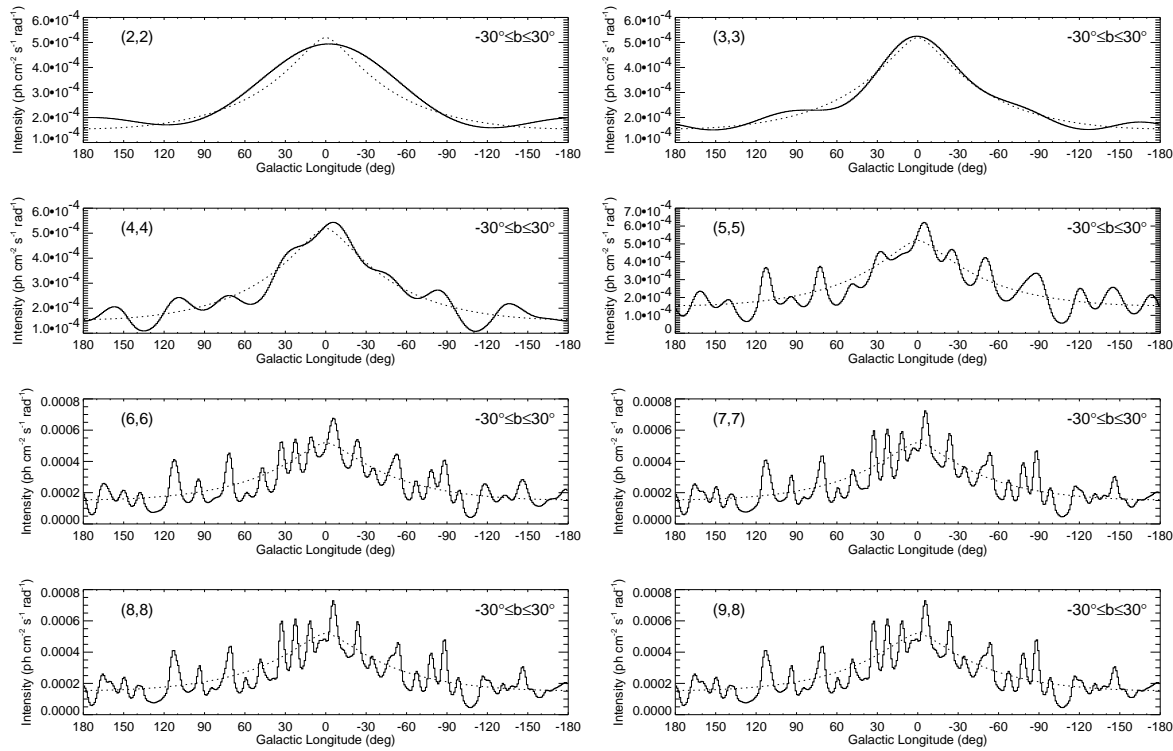 (2,2) -30°≤b≤30°
Intensity (ph cm⁻² s⁻¹ rad⁻¹)
6.0•10⁻⁴
5.0•10⁻⁴
4.0•10⁻⁴
3.0•10⁻⁴
2.0•10⁻⁴
1.0•10⁻⁴
180 150 120 90 60 30 0 -30 -60 -90 -120 -150 -180
Galactic Longitude (deg)
(3,3) -30°≤b≤30°
Intensity (ph cm⁻² s⁻¹ rad⁻¹)
6.0•10⁻⁴
5.0•10⁻⁴
4.0•10⁻⁴
3.0•10⁻⁴
2.0•10⁻⁴
1.0•10⁻⁴
180 150 120 90 60 30 0 -30 -60 -90 -120 -150 -180
Galactic Longitude (deg)
(4,4) -30°≤b≤30°
Intensity (ph cm⁻² s⁻¹ rad⁻¹)
6.0•10⁻⁴
5.0•10⁻⁴
4.0•10⁻⁴
3.0•10⁻⁴
2.0•10⁻⁴
1.0•10⁻⁴
180 150 120 90 60 30 0 -30 -60 -90 -120 -150 -180
Galactic Longitude (deg)
(5,5) -30°≤b≤30°
Intensity (ph cm⁻² s⁻¹ rad⁻¹)
7.0•10⁻⁴
6.0•10⁻⁴
5.0•10⁻⁴
4.0•10⁻⁴
3.0•10⁻⁴
2.0•10⁻⁴
1.0•10⁻⁴
0
180 150 120 90 60 30 0 -30 -60 -90 -120 -150 -180
Galactic Longitude (deg)
(6,6) -30°≤b≤30°
Intensity (ph cm⁻² s⁻¹ rad⁻¹)
0.0008
0.0006
0.0004
0.0002
0.0000
180 150 120 90 60 30 0 -30 -60 -90 -120 -150 -180
Galactic Longitude (deg)
(7,7) -30°≤b≤30°
Intensity (ph cm⁻² s⁻¹ rad⁻¹)
0.0008
0.0006
0.0004
0.0002
0.0000
180 150 120 90 60 30 0 -30 -60 -90 -120 -150 -180
Galactic Longitude (deg)
(8,8) -30°≤b≤30°
Intensity (ph cm⁻² s⁻¹ rad⁻¹)
0.0008
0.0006
0.0004
0.0002
0.0000
180 150 120 90 60 30 0 -30 -60 -90 -120 -150 -180
Galactic Longitude (deg)
(9,8) -30°≤b≤30°
Intensity (ph cm⁻² s⁻¹ rad⁻¹)
0.0008
0.0006
0.0004
0.0002
0.0000
180 150 120 90 60 30 0 -30 -60 -90 -120 -150 -180
Galactic Longitude (deg)